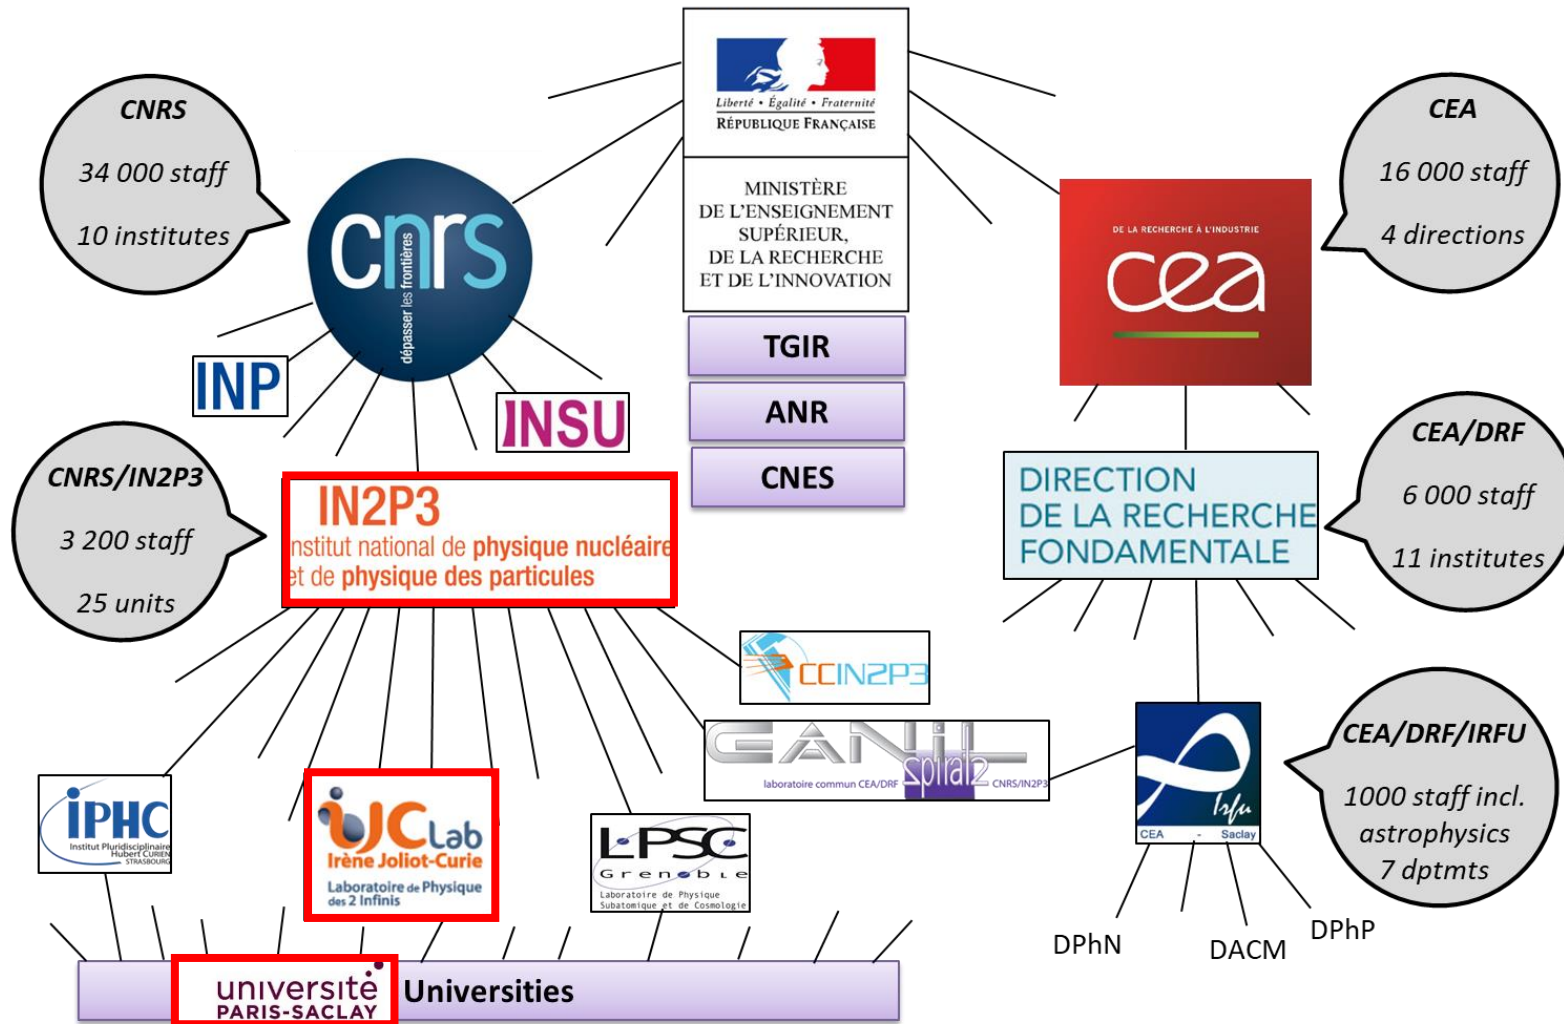 Liberté • Égalité • Fraternité
RÉPUBLIQUE FRANÇAISE
MINISTÈRE
DE L'ENSEIGNEMENT
SUPÉRIEUR,
DE LA RECHERCHE
ET DE L'INNOVATION
TGIR
ANR
CNES
CNRS
34 000 staff
10 institutes
cnrs
dépasser les frontières
INP
INSU
CEA
16 000 staff
4 directions
DE LA RECHERCHE À L'INDUSTRIE
cea
CNRS/IN2P3
3 200 staff
25 units
IN2P3
nstitut national de physique nucléaire
et de physique des particules
DIRECTION
DE LA RECHERCHE
FONDAMENTALE
CEA/DRF
6 000 staff
11 institutes
CCIN2P3
GANIL
laboratoire commun CEA/DRF spiral2 CNRS/IN2P3
Irfu
CEA - Saclay
CEA/DRF/IRFU
1000 staff incl.
astrophysics
7 dptmts
iPHC
Institut Pluridisciplinaire
Hubert CURIEN
STRASBOURG
iJCLab
Irène Joliot-Curie
Laboratoire de Physique
des 2 Infinis
LPSC
Grenoble
Laboratoire de Physique
Subatomique et de Cosmologie
DPhN
DACM
DPhP
université
PARIS-SACLAY
Universities